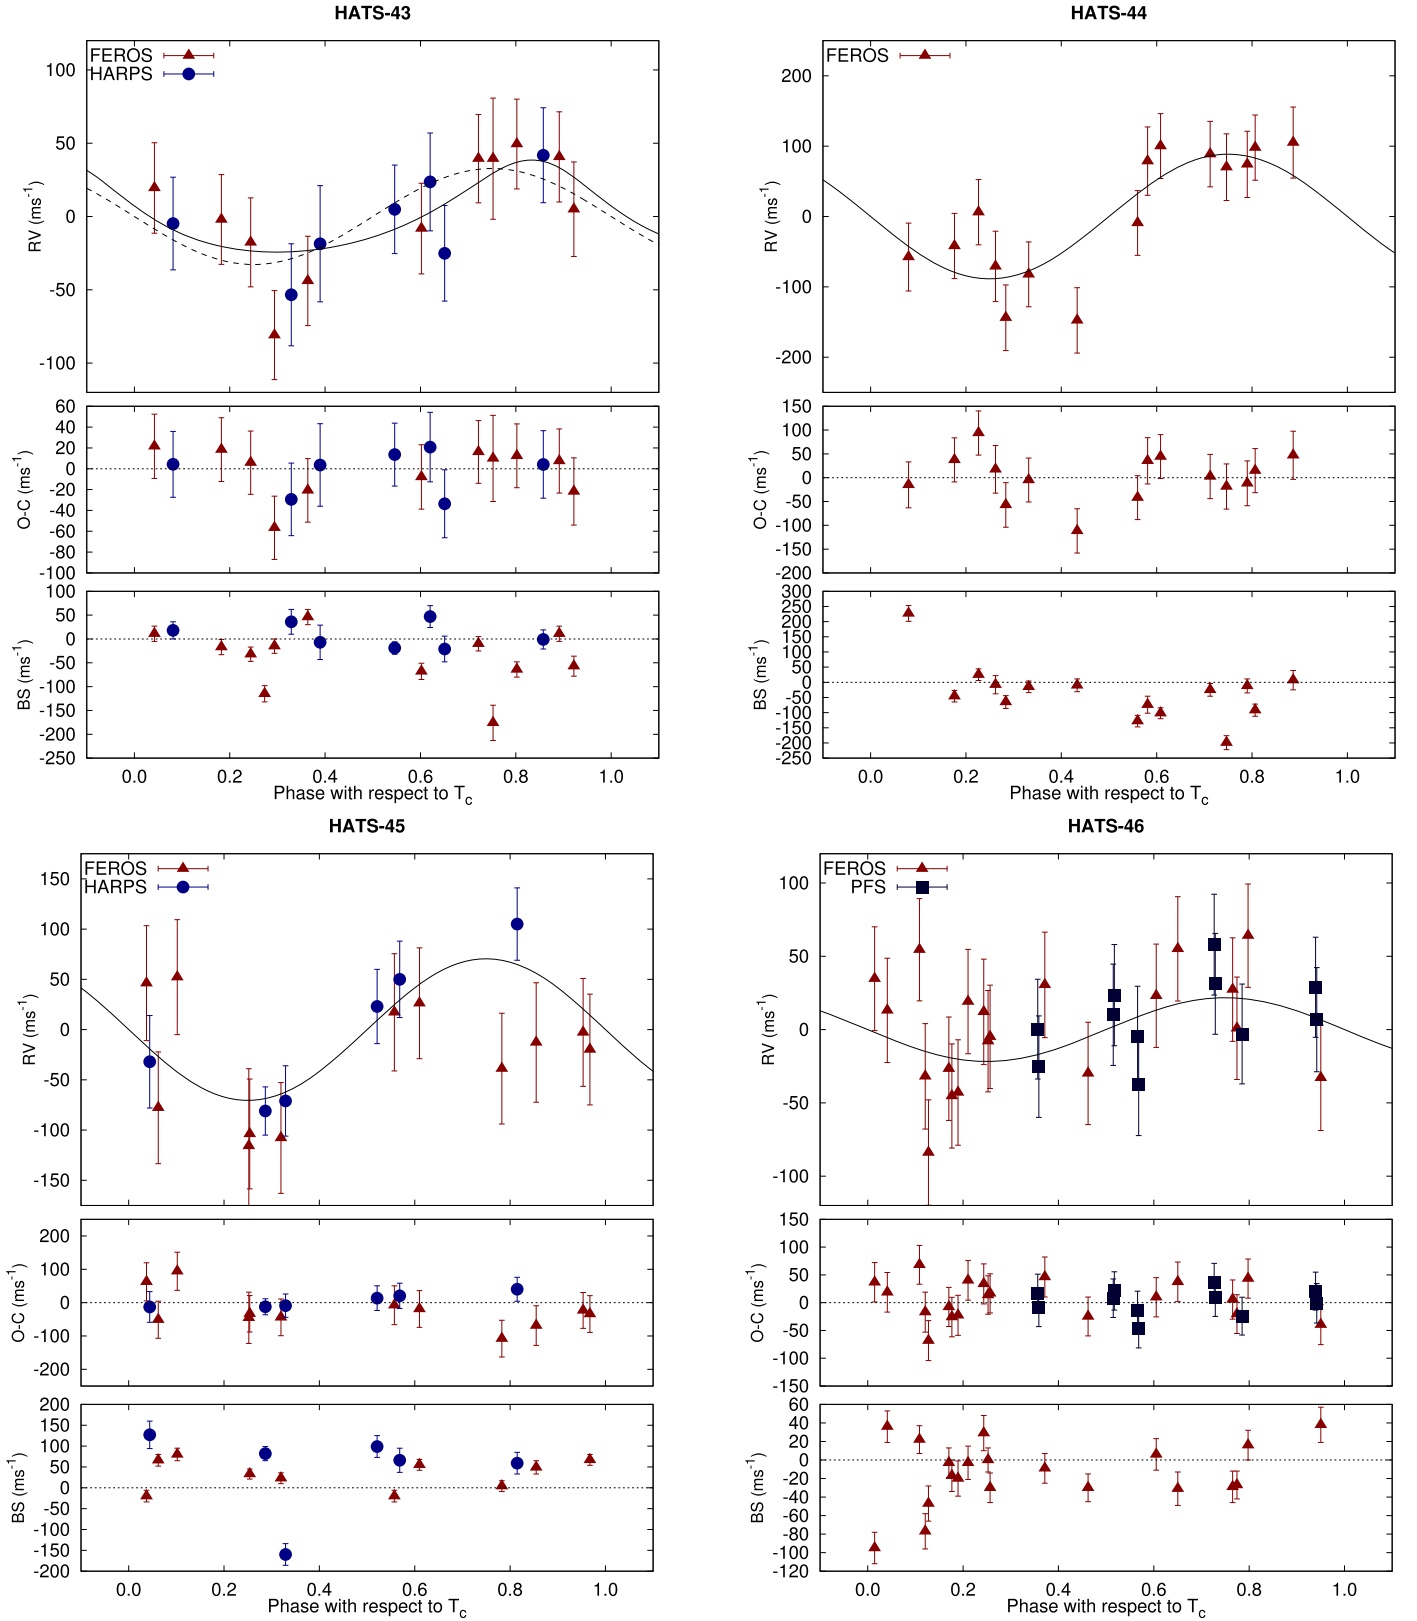 HATS-43
FEROS
HARPS
RV (ms⁻¹)
100
50
0
-50
-100
O-C (ms⁻¹)
60
40
20
0
-20
-40
-60
-80
-100
BS (ms⁻¹)
100
50
0
-50
-100
-150
-200
-250
0.0 0.2 0.4 0.6 0.8 1.0
Phase with respect to T_c
HATS-44
FEROS
RV (ms⁻¹)
200
100
0
-100
-200
O-C (ms⁻¹)
150
100
50
0
-50
-100
-150
-200
BS (ms⁻¹)
300
250
200
150
100
50
0
-50
-100
-150
-200
-250
0.0 0.2 0.4 0.6 0.8 1.0
Phase with respect to T_c
HATS-45
FEROS
HARPS
RV (ms⁻¹)
150
100
50
0
-50
-100
-150
O-C (ms⁻¹)
200
100
0
-100
-200
BS (ms⁻¹)
200
150
100
50
0
-50
-100
-150
-200
0.0 0.2 0.4 0.6 0.8 1.0
Phase with respect to T_c
HATS-46
FEROS
PFS
RV (ms⁻¹)
100
50
0
-50
-100
O-C (ms⁻¹)
150
100
50
0
-50
-100
-150
BS (ms⁻¹)
60
40
20
0
-20
-40
-60
-80
-100
-120
0.0 0.2 0.4 0.6 0.8 1.0
Phase with respect to T_c